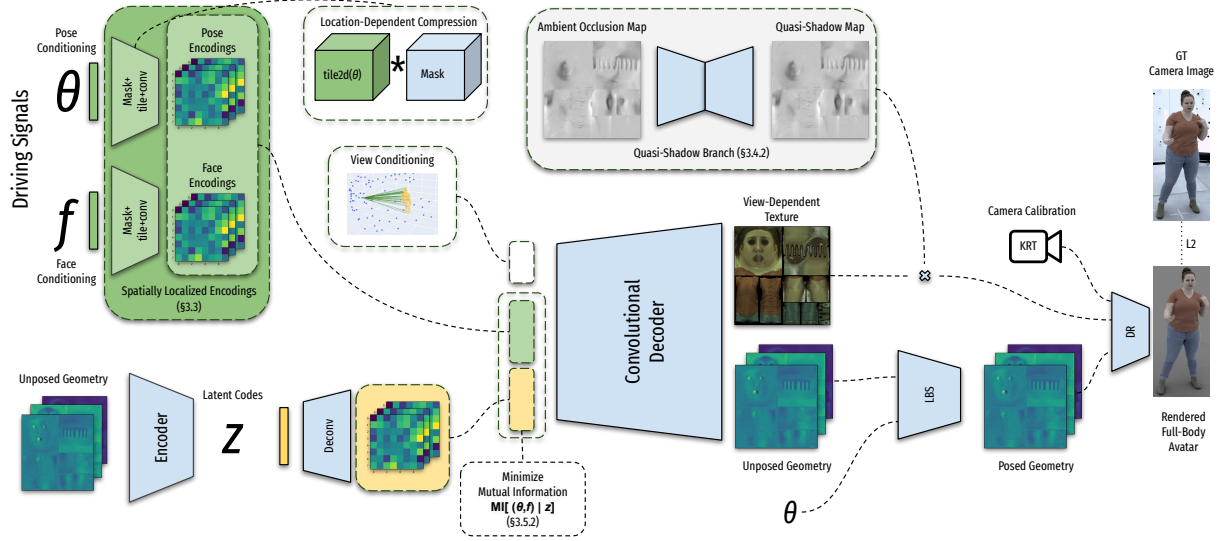 Driving Signals
Pose
Conditioning
θ
Mask+
tile+conv
Pose
Encodings
f
Face
Conditioning
Mask+
tile+conv
Face
Encodings
Spatially Localized Encodings
(§3.3)
Location-Dependent Compression
tile2d(θ)
*
Mask
View Conditioning
Ambient Occlusion Map
Quasi-Shadow Map
Quasi-Shadow Branch (§3.4.2)
GT
Camera Image
L2
Camera Calibration
KRT
DR
Rendered
Full-Body
Avatar
View-Dependent
Texture
Convolutional
Decoder
Unposed Geometry
Encoder
Latent Codes
z
Deconv
Minimize
Mutual Information
MI[ (θ,f) | z]
(§3.5.2)
Unposed Geometry
θ
LBS
Posed Geometry